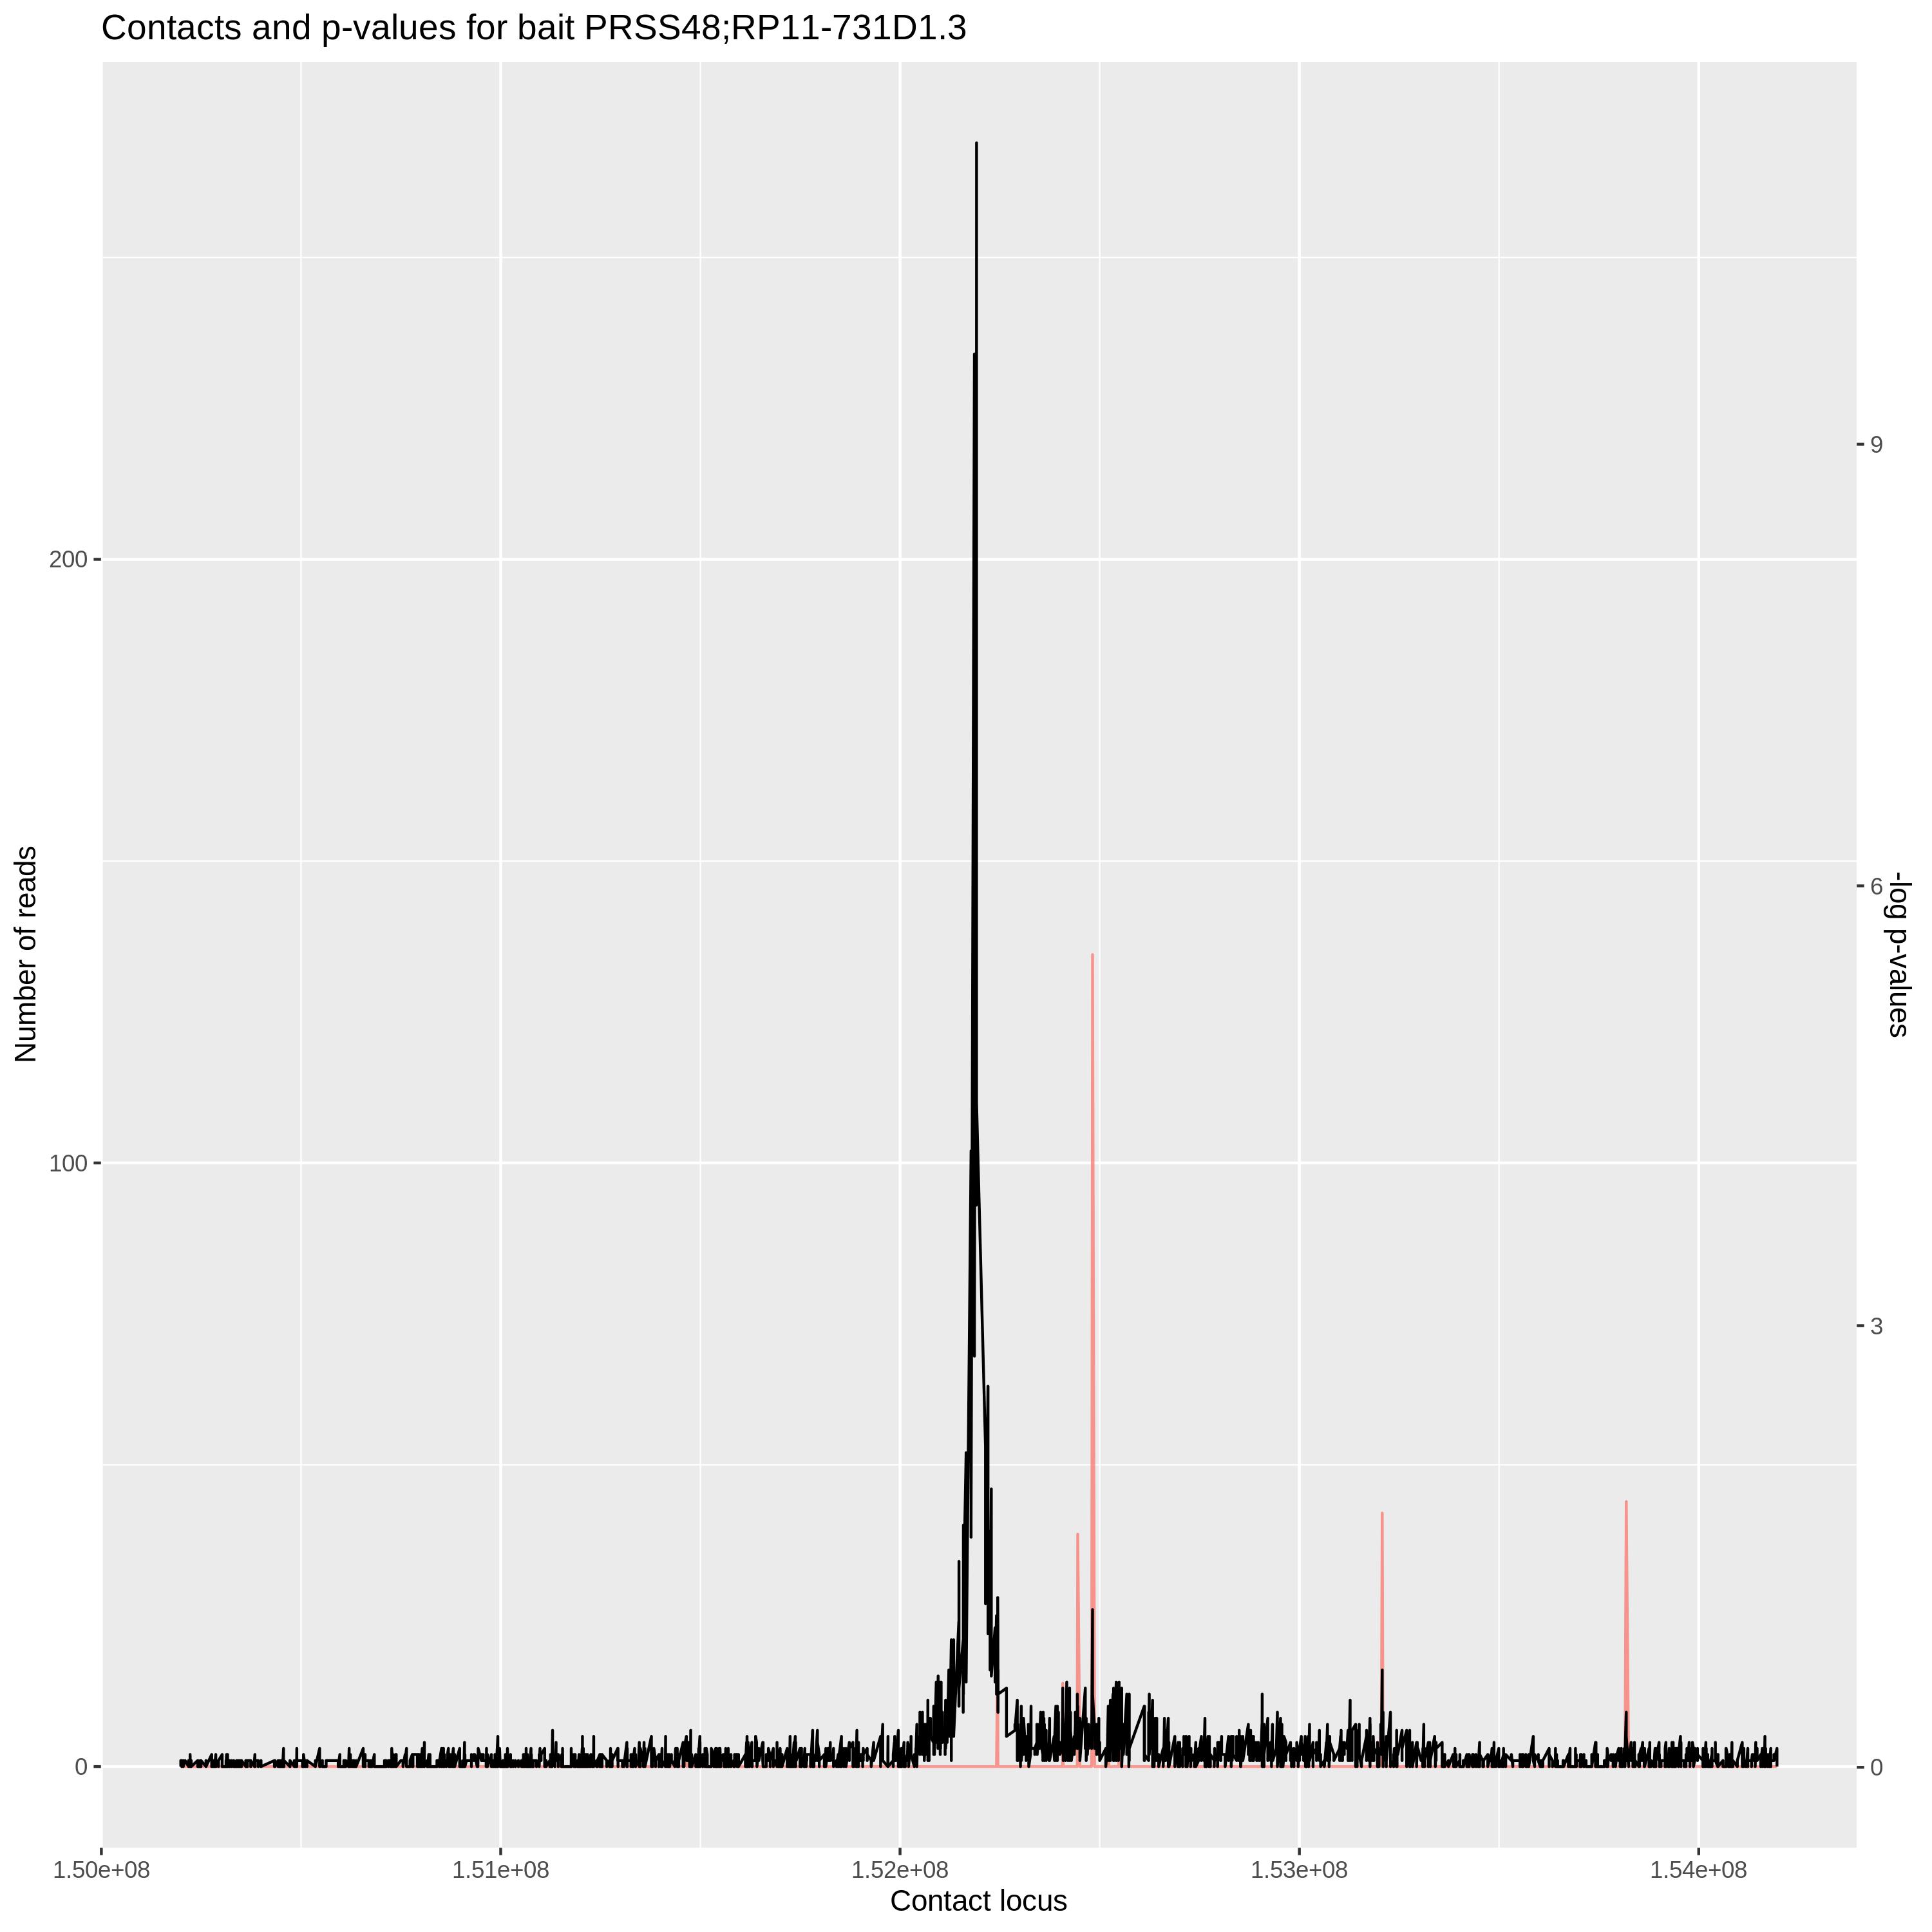 Contacts and p-values for bait PRSS48;RP11-731D1.3
Number of reads
200
100
0
9
6
3
0
-log p-values
1.50e+08
1.51e+08
1.52e+08
1.53e+08
1.54e+08
Contact locus